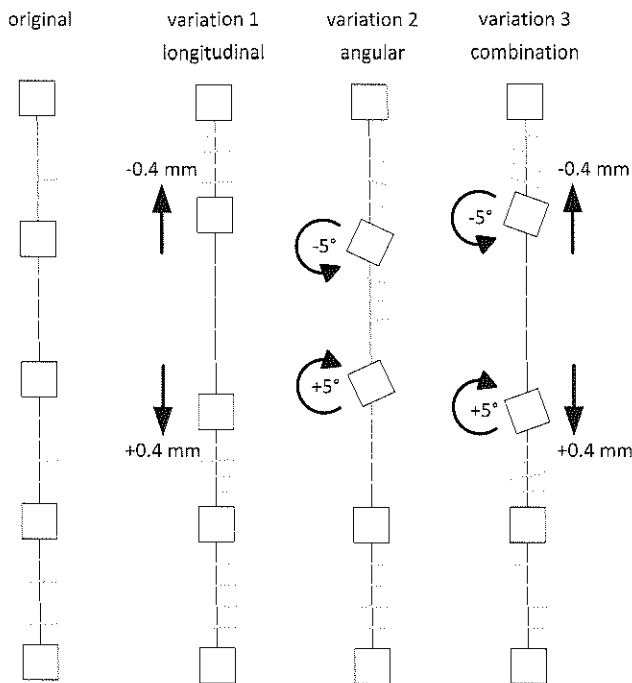 original
variation 1
longitudinal
variation 2
angular
variation 3
combination
-0.4 mm
-0.4 mm
-5°
-5°
+5°
+5°
+0.4 mm
+0.4 mm